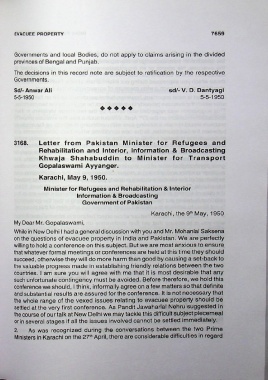 EVACUEE PROPERTY 7659
Governments and local Bodies, do not apply to claims arising in the divided
provinces of Bengal and Punjab.
The decisions in this record note are subject to ratification by the respective
Governments.
Sd/- Anwar Ali sd/- V. D. Dantyagi
5-5-1950 5-5-1950
♦ ♦ ♦ ♦ ♦
3168. Letter from Pakistan Minister for Refugees and
Rehabilitation and Interior, Information & Broadcasting
Khwaja Shahabuddin to Minister for Transport
Gopalaswami Ayyanger.
Karachi, May 9, 1950.
Minister for Refugees and Rehabilitation & Interior
Information & Broadcasting
Government of Pakistan
Karachi, the 9th May, 1950
My Dear Mr. Gopalaswami,
While in New Delhi I had a general discussion with you and Mr. Mohanlal Saksena
on the questions of evacuee property in India and Pakistan. We are perfectly
willing to hold a conference on this subject. But we are most anxious to ensure
that whatever formal meetings or conferences are held at this time they should
succeed, otherwise they will do more harm than good by causing a set-back to
the valuable progress made in establishing friendly relations between the two
countries. I am sure you will agree with me that it is most desirable that any
such unfortunate contingency must be avoided. Before therefore, we hold this
conference we should, I think, informally agree on a few matters so that definite
and substantial results are assured for the conference. It is not necessary that
the whole range of the vexed issues relating to evacuee property should be
settled at the very first conference. As Pandit Jawaharlal Nehru suggested in
the course of our talk at New Delhi we may tackle this difficult subject piecemeal
or in several stages if all the issues involved cannot be settled immediately.
2. As was recognized during the conversations between the two Prime
Ministers in Karachi on the 27th April, there are considerable difficulties in regard